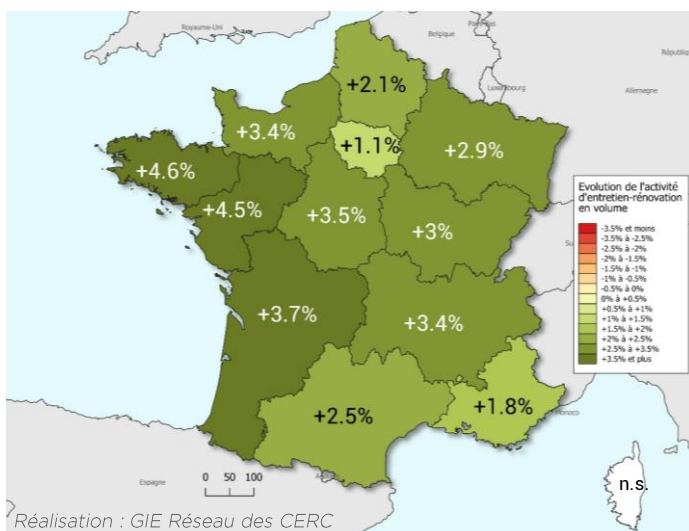 Royaume-Uni
Belgique
Pays-Bas
Luxembourg
Allemagne
+2.1%
+3.4%
+1.1%
+2.9%
+4.6%
+4.5%
+3.5%
+3%
+3.7%
+3.4%
+2.5%
+1.8%
Monaco
Espagne
n.s.
Evolution de l'activité
d'entretien-rénovation
en volume
-3.5% et moins
-3.5% à -2.5%
-2.5% à -2%
-2% à -1.5%
-1.5% à -1%
-1% à -0.5%
-0.5% à 0%
0% à +0.5%
+0.5% à +1%
+1% à +1.5%
+1.5% à +2%
+2% à +2.5%
+2.5% à +3.5%
+3.5% et plus
0 50 100
Réalisation : GIE Réseau des CERC